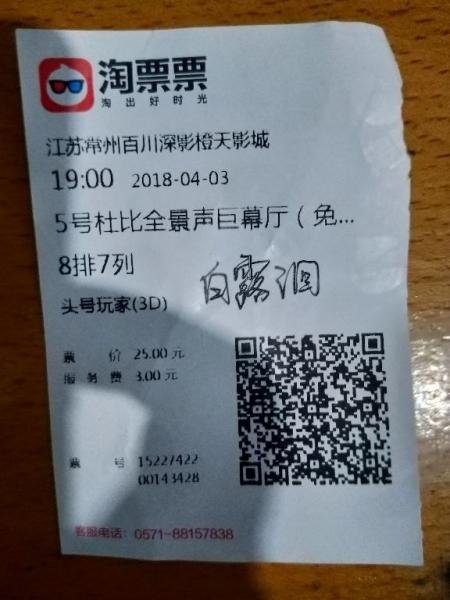 淘票票
淘出好时光
江苏常州百川深影橙天影城
19:00 2018-04-03
5号杜比全景声巨幕厅（免...
8排7列
白露泪
头号玩家(3D)
票 价 25.00 元
服 务 费 3.00 元
票 号 15227422
00143428
客服电话：0571-88157838